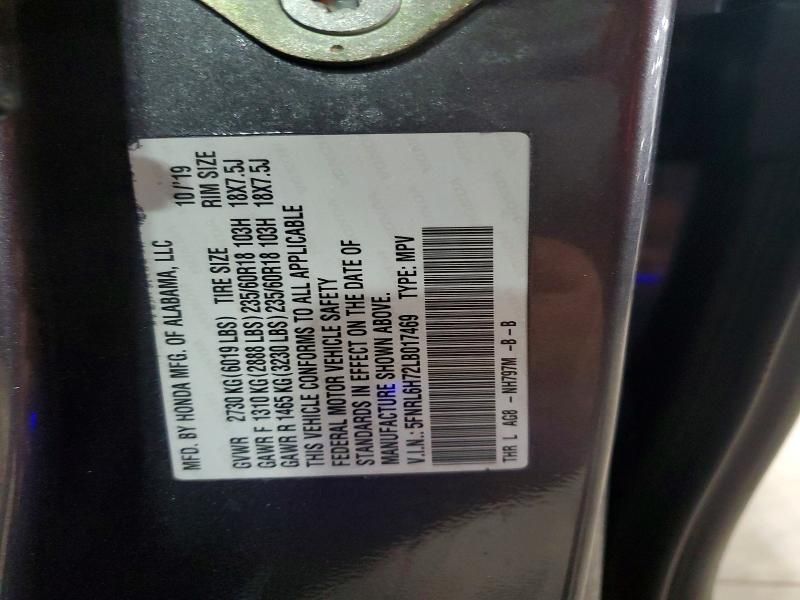 MFD. BY HONDA MFG. OF ALABAMA, LLC 10/'19
GVWR 2730 KG (6019 LBS) TIRE SIZE RIM SIZE
GAWR F 1310 KG (2888 LBS) 235/60R18 103H 18X7.5J
GAWR R 1465 KG (3230 LBS) 235/60R18 103H 18X7.5J
THIS VEHICLE CONFORMS TO ALL APPLICABLE
FEDERAL MOTOR VEHICLE SAFETY
STANDARDS IN EFFECT ON THE DATE OF
MANUFACTURE SHOWN ABOVE.
V.I.N.: 5FNRL6H72LB017469 TYPE: MPV
THR L AG8 - NH797M -B -B